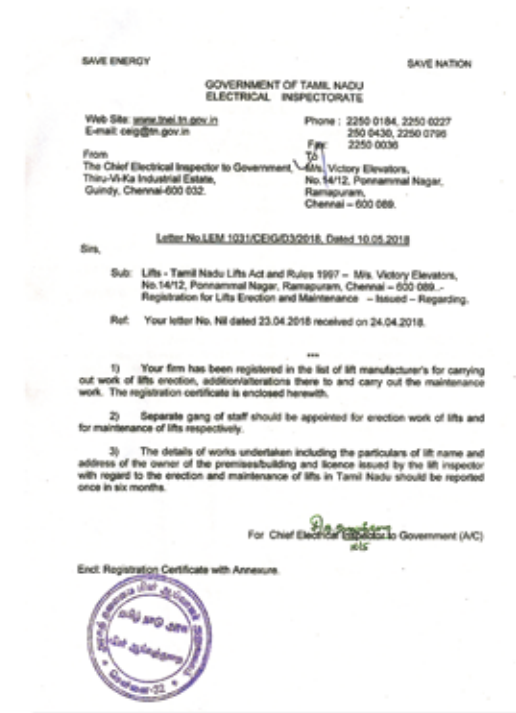 SAVE ENERGY SAVE NATION
GOVERNMENT OF TAMIL NADU
ELECTRICAL INSPECTORATE
Web Site: www.tnei.tn.gov.in
E-mail: ceig@tn.gov.in
Phone : 2250 0184, 2250 0227
250 0430, 2250 0796
Fax: 2250 0036
From
The Chief Electrical Inspector to Government,
Thiru-Vi-Ka Industrial Estate,
Guindy, Chennai-600 032.
To
M/s. Victory Elevators,
No.14/12, Ponnammal Nagar,
Ramapuram,
Chennai – 600 089.
Letter No.LEM 1031/CEIG/D3/2018, Dated 10.05.2018
Sirs,
Sub: Lifts - Tamil Nadu Lifts Act and Rules 1997 – M/s. Victory Elevators,
No.14/12, Ponnammal Nagar, Ramapuram, Chennai – 600 089..-
Registration for Lifts Erection and Maintenance – Issued – Regarding.
Ref: Your letter No. Nil dated 23.04.2018 received on 24.04.2018.
***
1) Your firm has been registered in the list of lift manufacturer's for carrying
out work of lifts erection, addition/alterations there to and carry out the maintenance
work. The registration certificate is enclosed herewith.
2) Separate gang of staff should be appointed for erection work of lifts and
for maintenance of lifts respectively.
3) The details of works undertaken including the particulars of lift name and
address of the owner of the premises/building and licence issued by the lift inspector
with regard to the erection and maintenance of lifts in Tamil Nadu should be reported
once in six months.
For Chief Electrical Inspector to Government (A/C)
Encl: Registration Certificate with Annexure.
தமிழ் நாடு அரசு
மின் ஆய்வுத்துறை
சென்னை-32